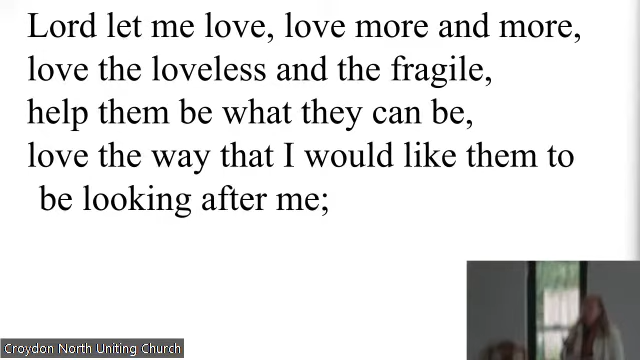 Lord let me love, love more and more,
love the loveless and the fragile,
help them be what they can be,
love the way that I would like them to
be looking after me;
Croydon North Uniting Church